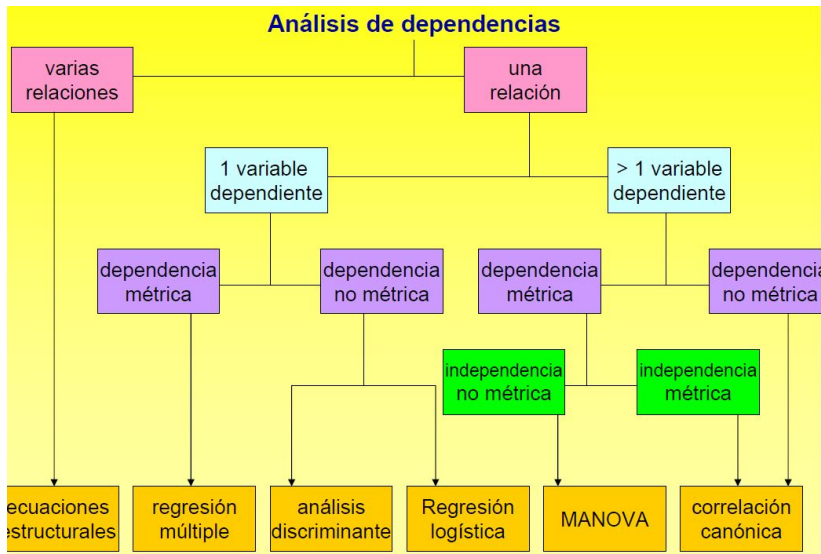 Análisis de dependencias
varias
relaciones
una
relación
1 variable
dependiente
> 1 variable
dependiente
dependencia
métrica
dependencia
no métrica
dependencia
métrica
dependencia
no métrica
independencia
no métrica
independencia
métrica
ecuaciones
estructurales
regresión
múltiple
análisis
discriminante
Regresión
logística
MANOVA
correlación
canónica